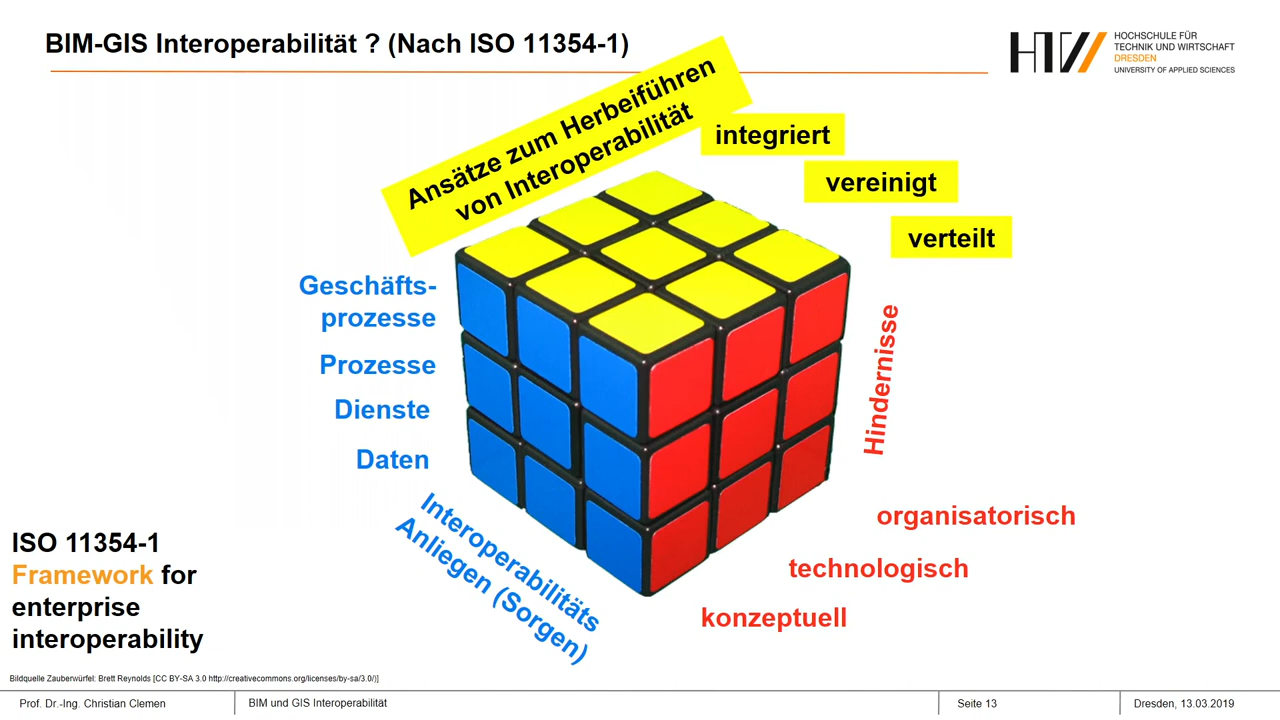 BIM-GIS Interoperabilität ? (Nach ISO 11354-1)
HTW
HOCHSCHULE FÜR
TECHNIK UND WIRTSCHAFT
DRESDEN
UNIVERSITY OF APPLIED SCIENCES
Ansätze zum Herbeiführen
von Interoperabilität
integriert
vereinigt
verteilt
Geschäfts-
prozesse
Prozesse
Dienste
Daten
Interoperabilitäts
Anliegen (Sorgen)
Hindernisse
organisatorisch
technologisch
konzeptuell
ISO 11354-1
Framework for
enterprise
interoperability
Bildquelle Zauberwürfel: Brett Reynolds [CC BY-SA 3.0 http://creativecommons.org/licenses/by-sa/3.0/)]
Prof. Dr.-Ing. Christian Clemen
BIM und GIS Interoperabilität
Seite 13
Dresden, 13.03.2019